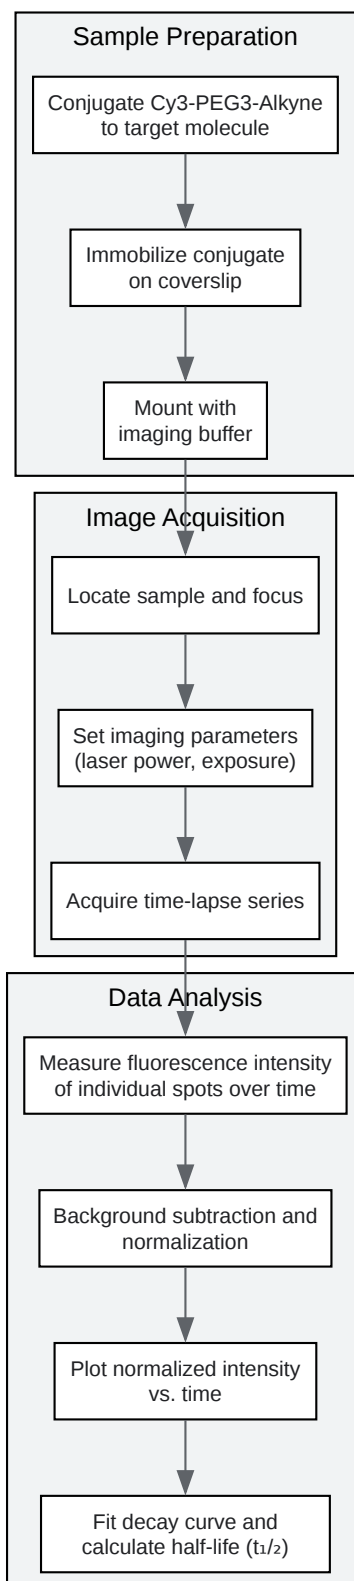 Sample Preparation
Conjugate Cy3-PEG3-Alkyne
to target molecule
Immobilize conjugate
on coverslip
Mount with
imaging buffer
Image Acquisition
Locate sample and focus
Set imaging parameters
(laser power, exposure)
Acquire time-lapse series
Data Analysis
Measure fluorescence intensity
of individual spots over time
Background subtraction and
normalization
Plot normalized intensity
vs. time
Fit decay curve and
calculate half-life (t₁/₂)